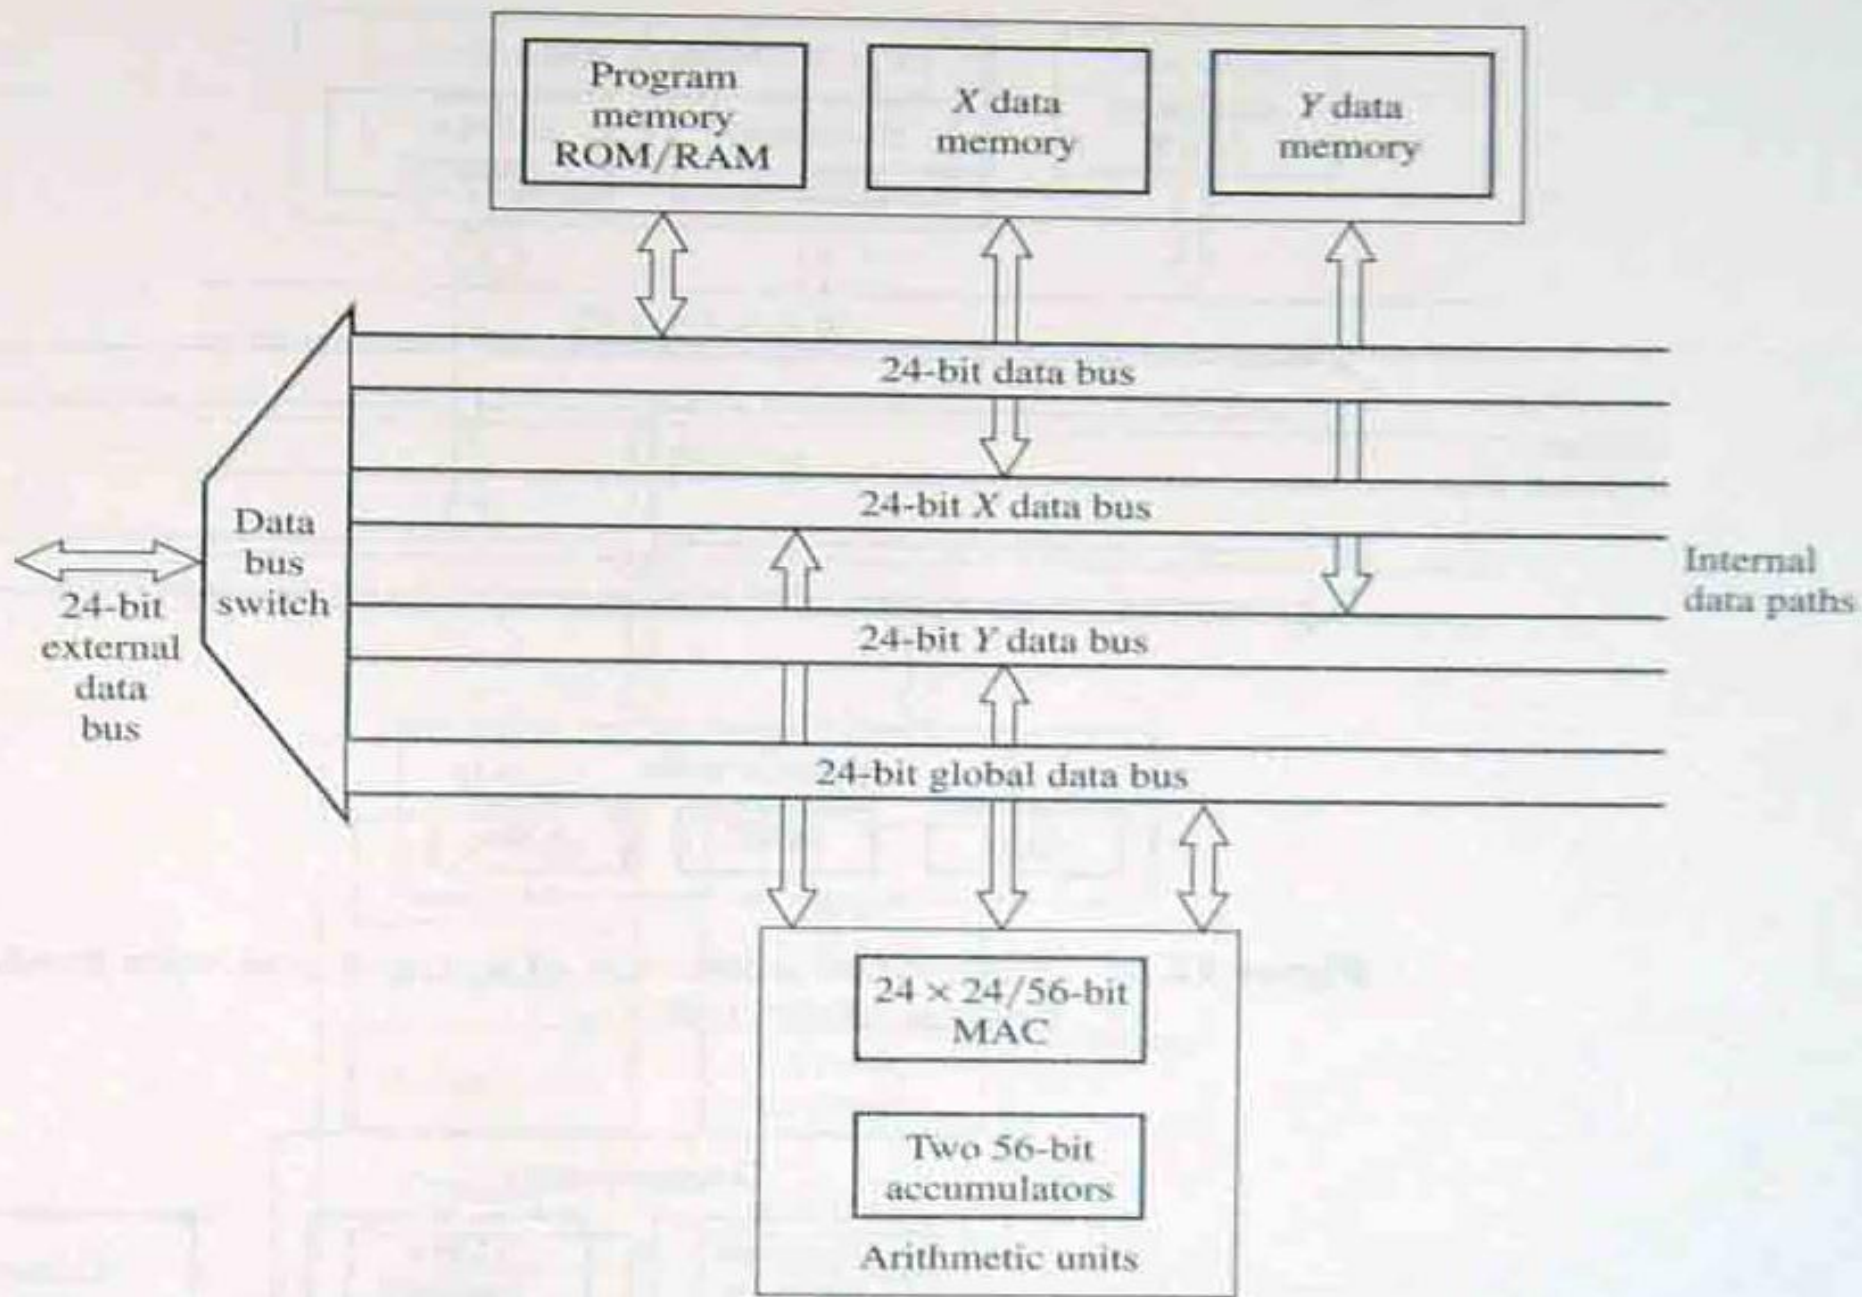 Program
memory
ROM/RAM
X data
memory
Y data
memory
24-bit data bus
24-bit X data bus
Data
bus
switch
24-bit
external
data
bus
Internal
data paths
24-bit Y data bus
24-bit global data bus
24 × 24/56-bit
MAC
Two 56-bit
accumulators
Arithmetic units